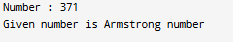 Number : 371
Given number is Armstrong number